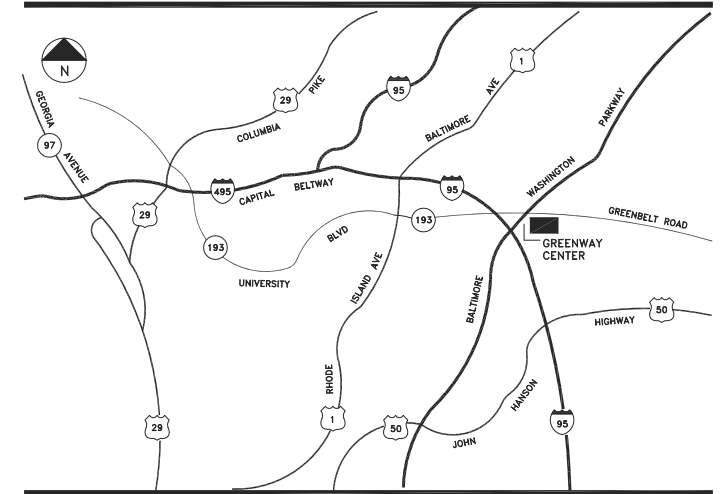 N
GEORGIA
97
AVENUE
29
COLUMBIA
PIKE
95
BALTIMORE
AVE
1
WASHINGTON
PARKWAY
495
CAPITAL
BELTWAY
95
29
193
UNIVERSITY
BLVD
193
GREENBELT ROAD
GREENWAY
CENTER
ISLAND AVE
BALTIMORE
50
HIGHWAY
RHODE
HANSON
1
50
JOHN
29
95